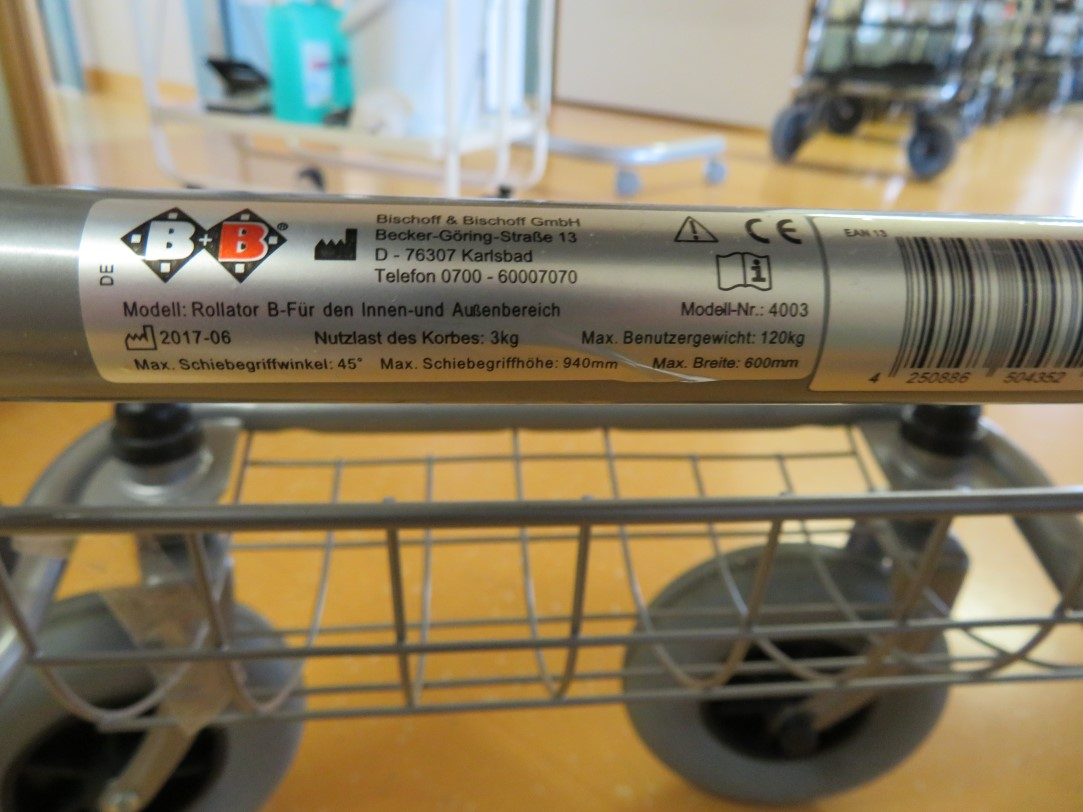 DE
B+B®
Bischoff & Bischoff GmbH
Becker-Göring-Straße 13
D - 76307 Karlsbad
Telefon 0700 - 60007070
CE
Modell: Rollator B-Für den Innen-und Außenbereich
Modell-Nr.: 4003
2017-06
Nutzlast des Korbes: 3kg
Max. Benutzergewicht: 120kg
Max. Schiebegriffwinkel: 45° Max. Schiebegriffhöhe: 940mm Max. Breite: 600mm
EAN 13
4 250886 504352